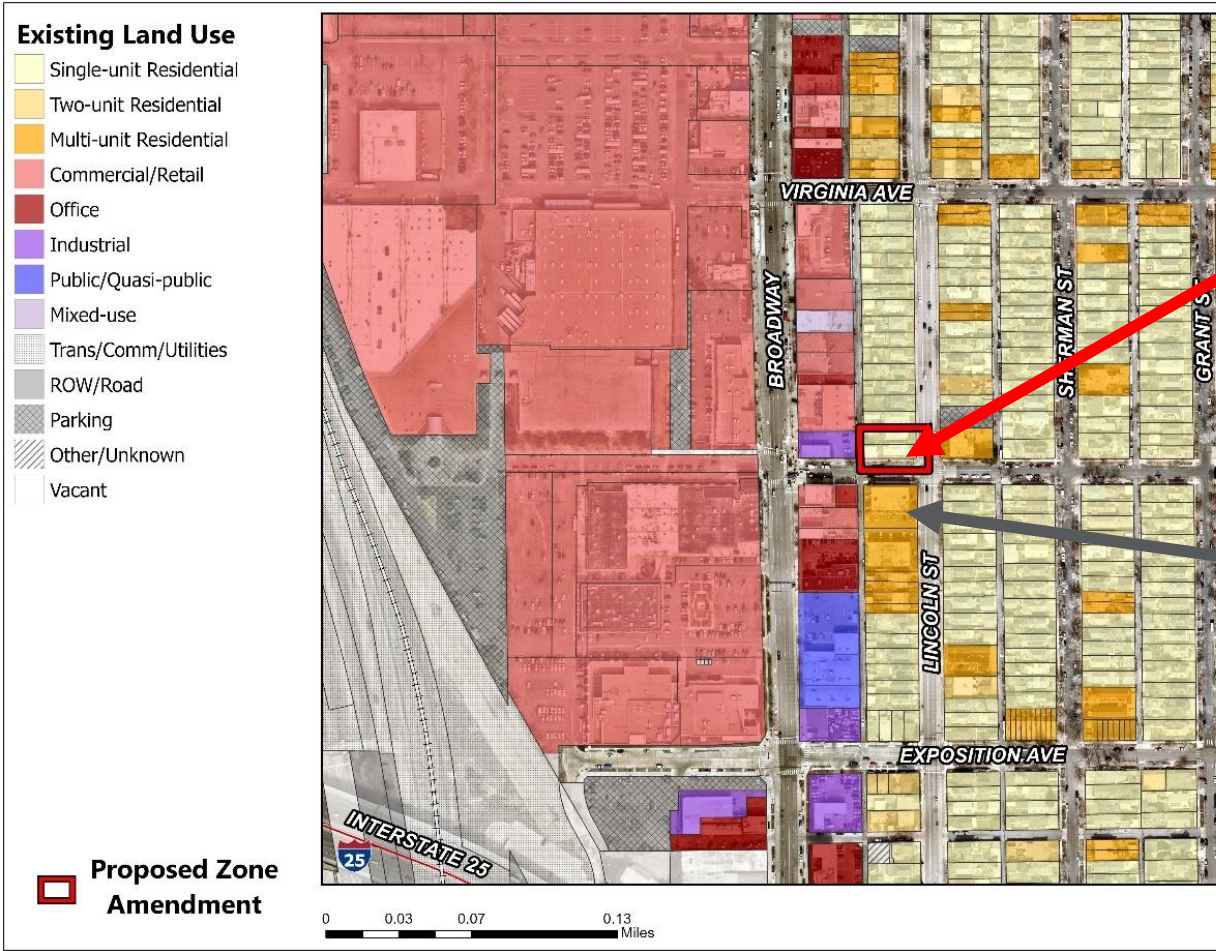 Existing Land Use
Single-unit Residential
Two-unit Residential
Multi-unit Residential
Commercial/Retail
Office
Industrial
Public/Quasi-public
Mixed-use
Trans/Comm/Utilities
ROW/Road
Parking
Other/Unknown
Vacant
Proposed Zone
Amendment
VIRGINIA AVE
BROADWAY
SHERMAN ST
GRANT ST
LINCOLN ST
EXPOSITION AVE
INTERSTATE 25
25
0 0.03 0.07 0.13
Miles